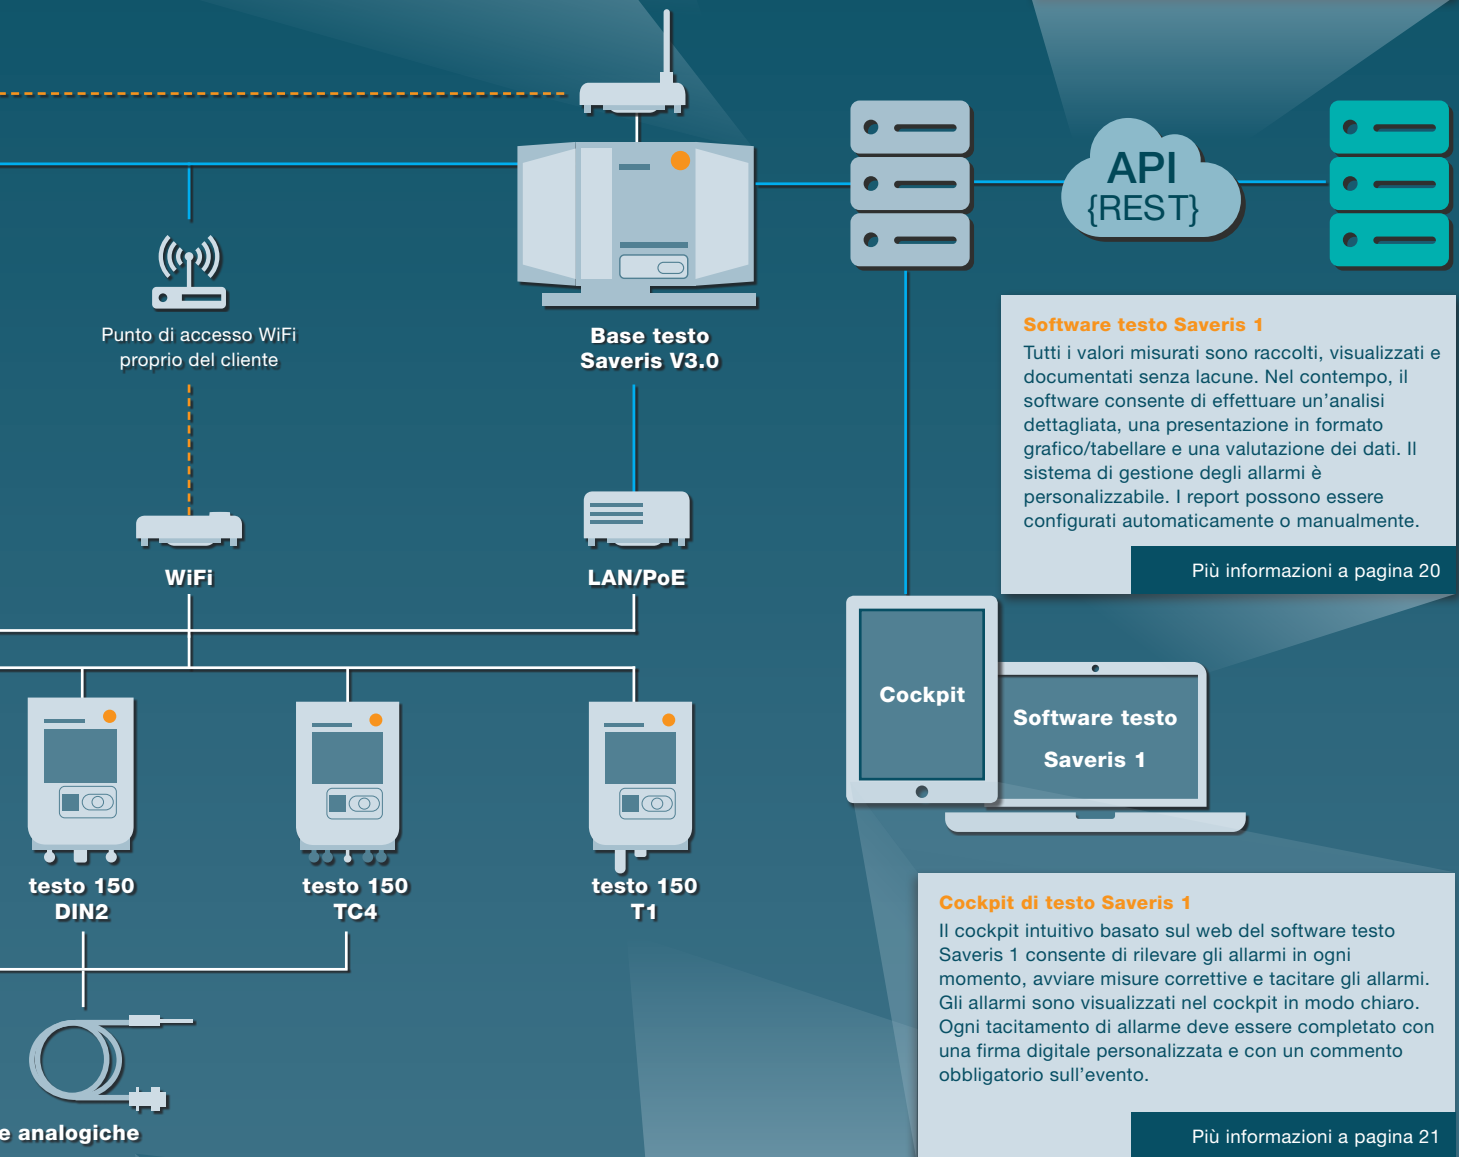 API
{REST}
Punto di accesso WiFi
proprio del cliente
Base testo
Saveris V3.0
Software testo Saveris 1
Tutti i valori misurati sono raccolti, visualizzati e
documentati senza lacune. Nel contempo, il
software consente di effettuare un’analisi
dettagliata, una presentazione in formato
grafico/tabellare e una valutazione dei dati. Il
sistema di gestione degli allarmi è
personalizzabile. I report possono essere
configurati automaticamente o manualmente.
Più informazioni a pagina 20
WiFi
LAN/PoE
Cockpit
Software testo
Saveris 1
testo 150
DIN2
testo 150
TC4
testo 150
T1
Cockpit di testo Saveris 1
Il cockpit intuitivo basato sul web del software testo
Saveris 1 consente di rilevare gli allarmi in ogni
momento, avviare misure correttive e tacitare gli allarmi.
Gli allarmi sono visualizzati nel cockpit in modo chiaro.
Ogni tacitamento di allarme deve essere completato con
una firma digitale personalizzata e con un commento
obbligatorio sull’evento.
Più informazioni a pagina 21
e analogiche